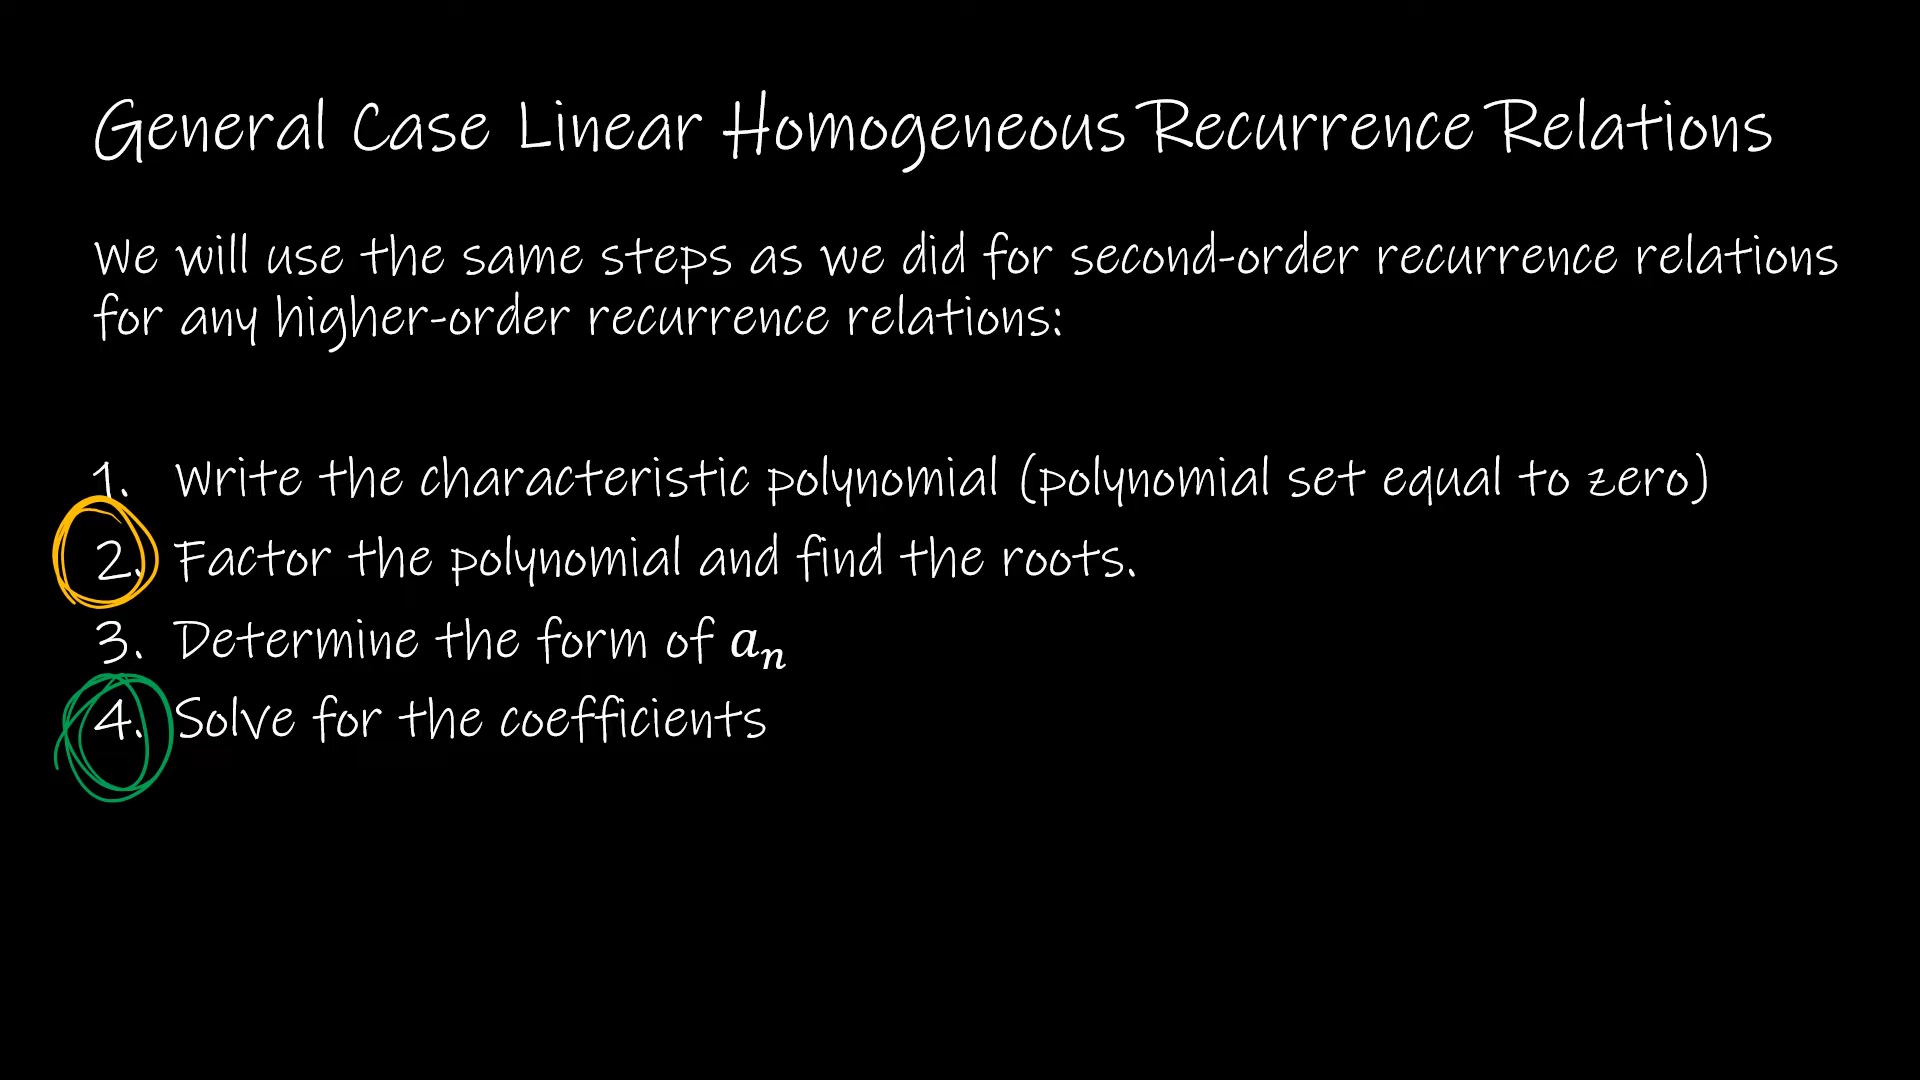 General Case Linear Homogeneous Recurrence Relations
We will use the same steps as we did for second-order recurrence relations
for any higher-order recurrence relations:
1. Write the characteristic polynomial (polynomial set equal to zero)
2. Factor the polynomial and find the roots.
3. Determine the form of aₙ
4. Solve for the coefficients